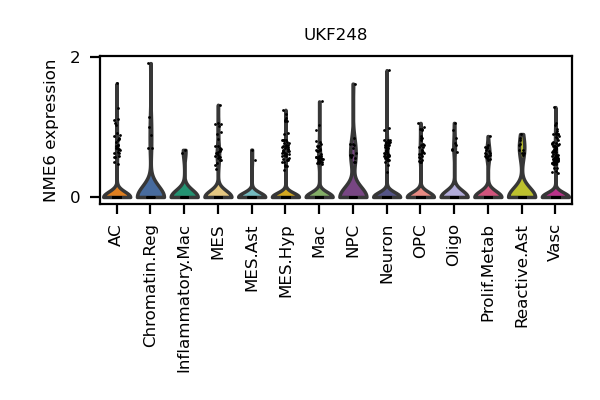 UKF248
NME6 expression
2
0
AC
Chromatin.Reg
Inflammatory.Mac
MES
MES.Ast
MES.Hyp
Mac
NPC
Neuron
OPC
Oligo
Prolif.Metab
Reactive.Ast
Vasc